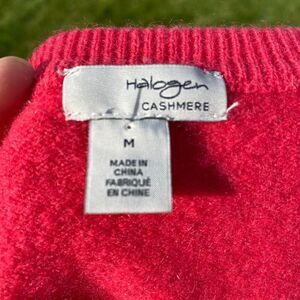 Halogen
CASHMERE
M
MADE IN
CHINA
FABRIQUÉ
EN CHINE